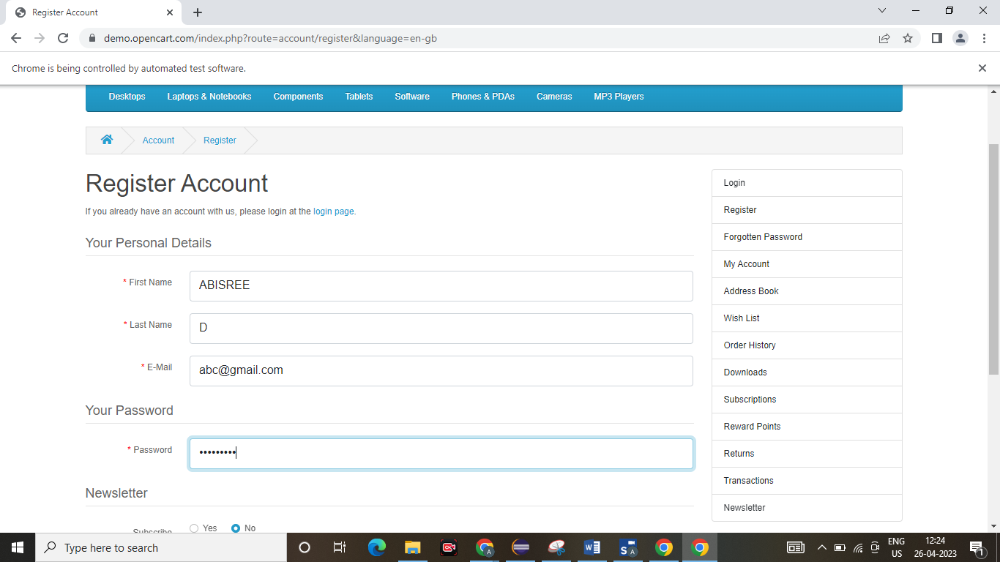 Register Account
demo.opencart.com/index.php?route=account/register&language=en-gb
Chrome is being controlled by automated test software.
Desktops Laptops & Notebooks Components Tablets Software Phones & PDAs Cameras MP3 Players
Account Register
Register Account
If you already have an account with us, please login at the login page.
Your Personal Details
* First Name ABISREE
* Last Name D
* E-Mail abc@gmail.com
Your Password
* Password •••••••••
Newsletter
Subscribe Yes No
Login
Register
Forgotten Password
My Account
Address Book
Wish List
Order History
Downloads
Subscriptions
Reward Points
Returns
Transactions
Newsletter
Type here to search
ENG
US
12:24
26-04-2023
1